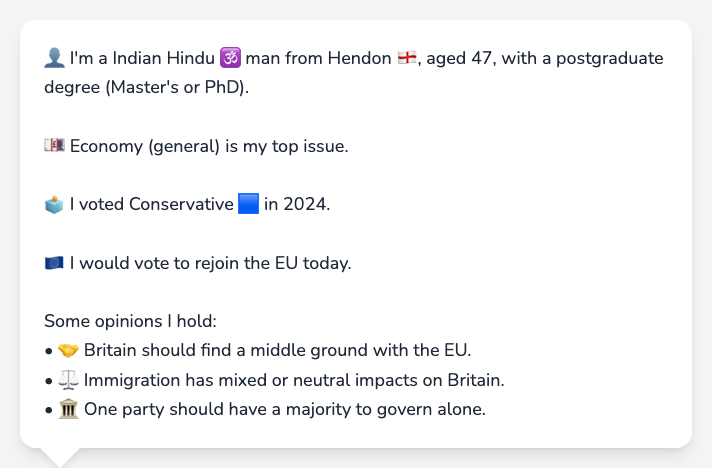 👤 I'm a Indian Hindu 🕉️ man from Hendon 🏴󠁧󠁢󠁥󠁮󠁧󠁿, aged 47, with a postgraduate
degree (Master's or PhD).
💷 Economy (general) is my top issue.
🗳️ I voted Conservative 🟦 in 2024.
🇪🇺 I would vote to rejoin the EU today.
Some opinions I hold:
• 🤝 Britain should find a middle ground with the EU.
• ⚖️ Immigration has mixed or neutral impacts on Britain.
• 🏛️ One party should have a majority to govern alone.